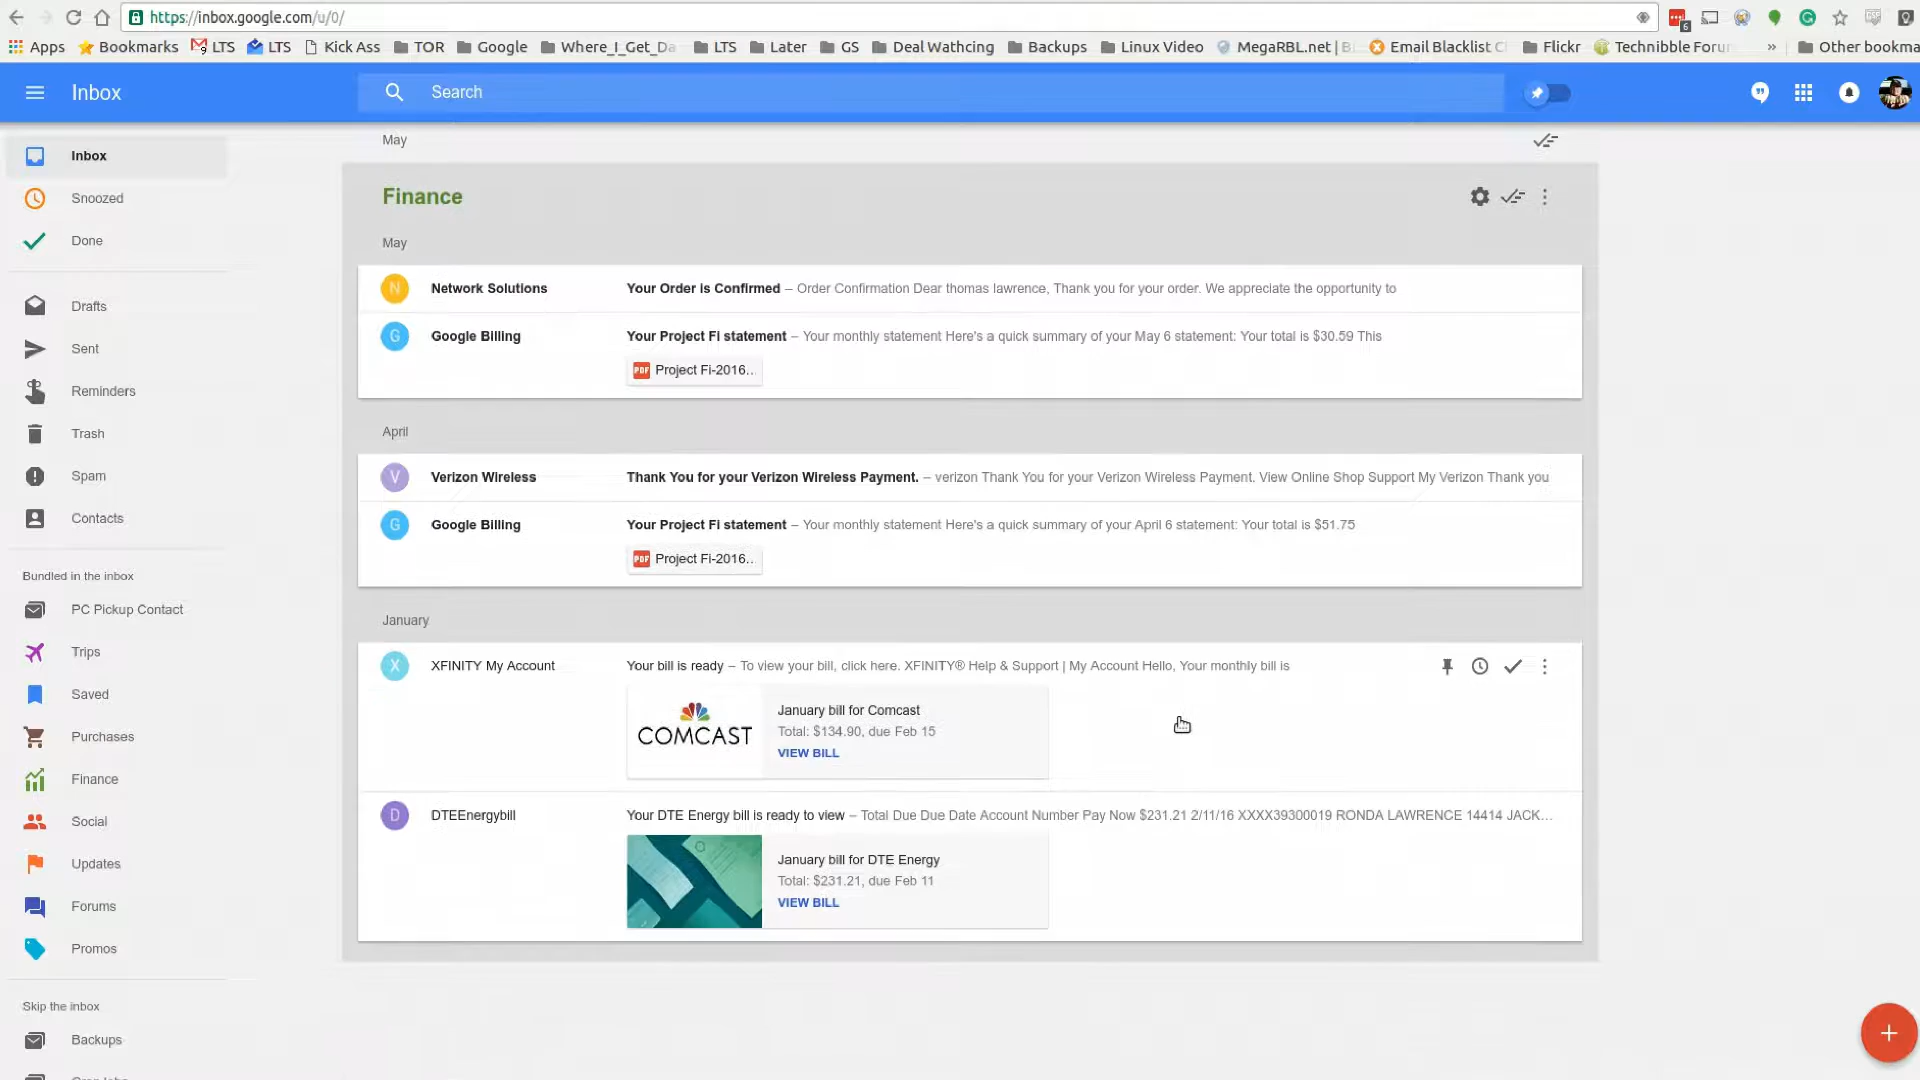 https://inbox.google.com/u/0/
6
Apps Bookmarks LTS LTS Kick Ass TOR Google Where_I_Get_Da LTS Later GS Deal Wathcing Backups Linux Video MegaRBL.net | B Email Blacklist C Flickr Technibble Foru » Other bookma
Inbox Search
Inbox
Snoozed
Done
Drafts
Sent
Reminders
Trash
Spam
Contacts
Bundled in the inbox
PC Pickup Contact
Trips
Saved
Purchases
Finance
Social
Updates
Forums
Promos
Skip the inbox
Backups
May
Finance
May
N Network Solutions Your Order is Confirmed – Order Confirmation Dear thomas lawrence, Thank you for your order. We appreciate the opportunity to
G Google Billing Your Project Fi statement – Your monthly statement Here's a quick summary of your May 6 statement: Your total is $30.59 This
PDF Project Fi-2016..
April
V Verizon Wireless Thank You for your Verizon Wireless Payment. – verizon Thank You for your Verizon Wireless Payment. View Online Shop Support My Verizon Thank you
G Google Billing Your Project Fi statement – Your monthly statement Here's a quick summary of your April 6 statement: Your total is $51.75
PDF Project Fi-2016..
January
X XFINITY My Account Your bill is ready – To view your bill, click here. XFINITY® Help & Support | My Account Hello, Your monthly bill is
COMCAST
January bill for Comcast
Total: $134.90, due Feb 15
VIEW BILL
D DTEEnergybill Your DTE Energy bill is ready to view – Total Due Due Date Account Number Pay Now $231.21 2/11/16 XXXX39300019 RONDA LAWRENCE 14414 JACK...
January bill for DTE Energy
Total: $231.21, due Feb 11
VIEW BILL